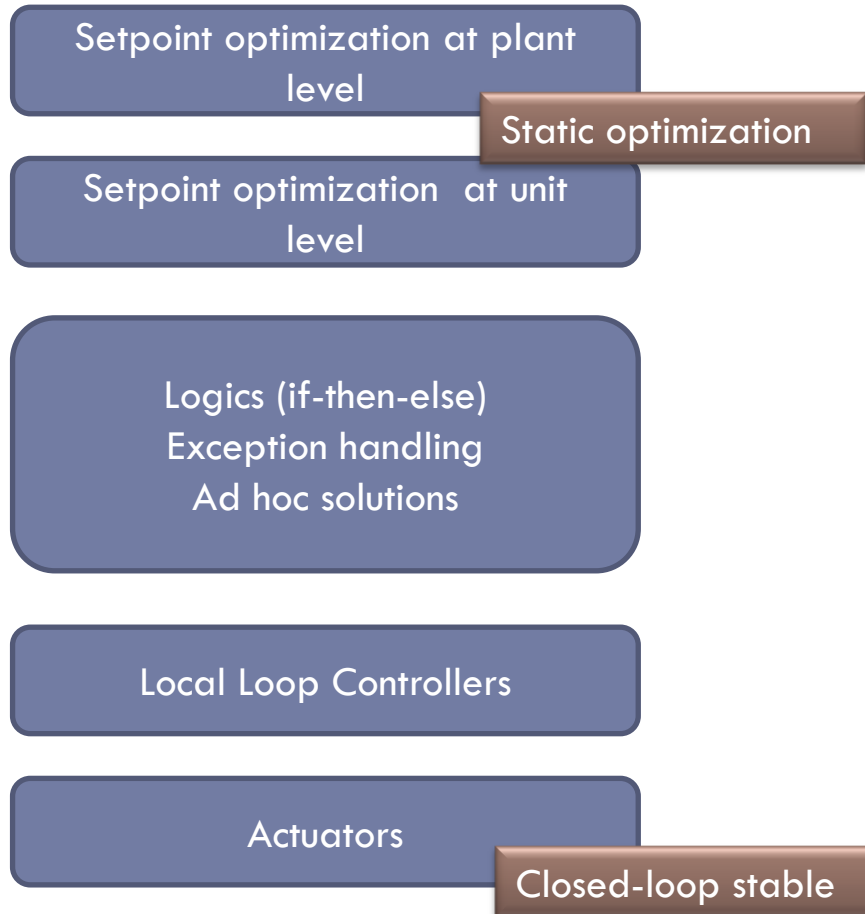 Setpoint optimization at plant
level
Static optimization
Setpoint optimization at unit
level
Logics (if-then-else)
Exception handling
Ad hoc solutions
Local Loop Controllers
Actuators
Closed-loop stable